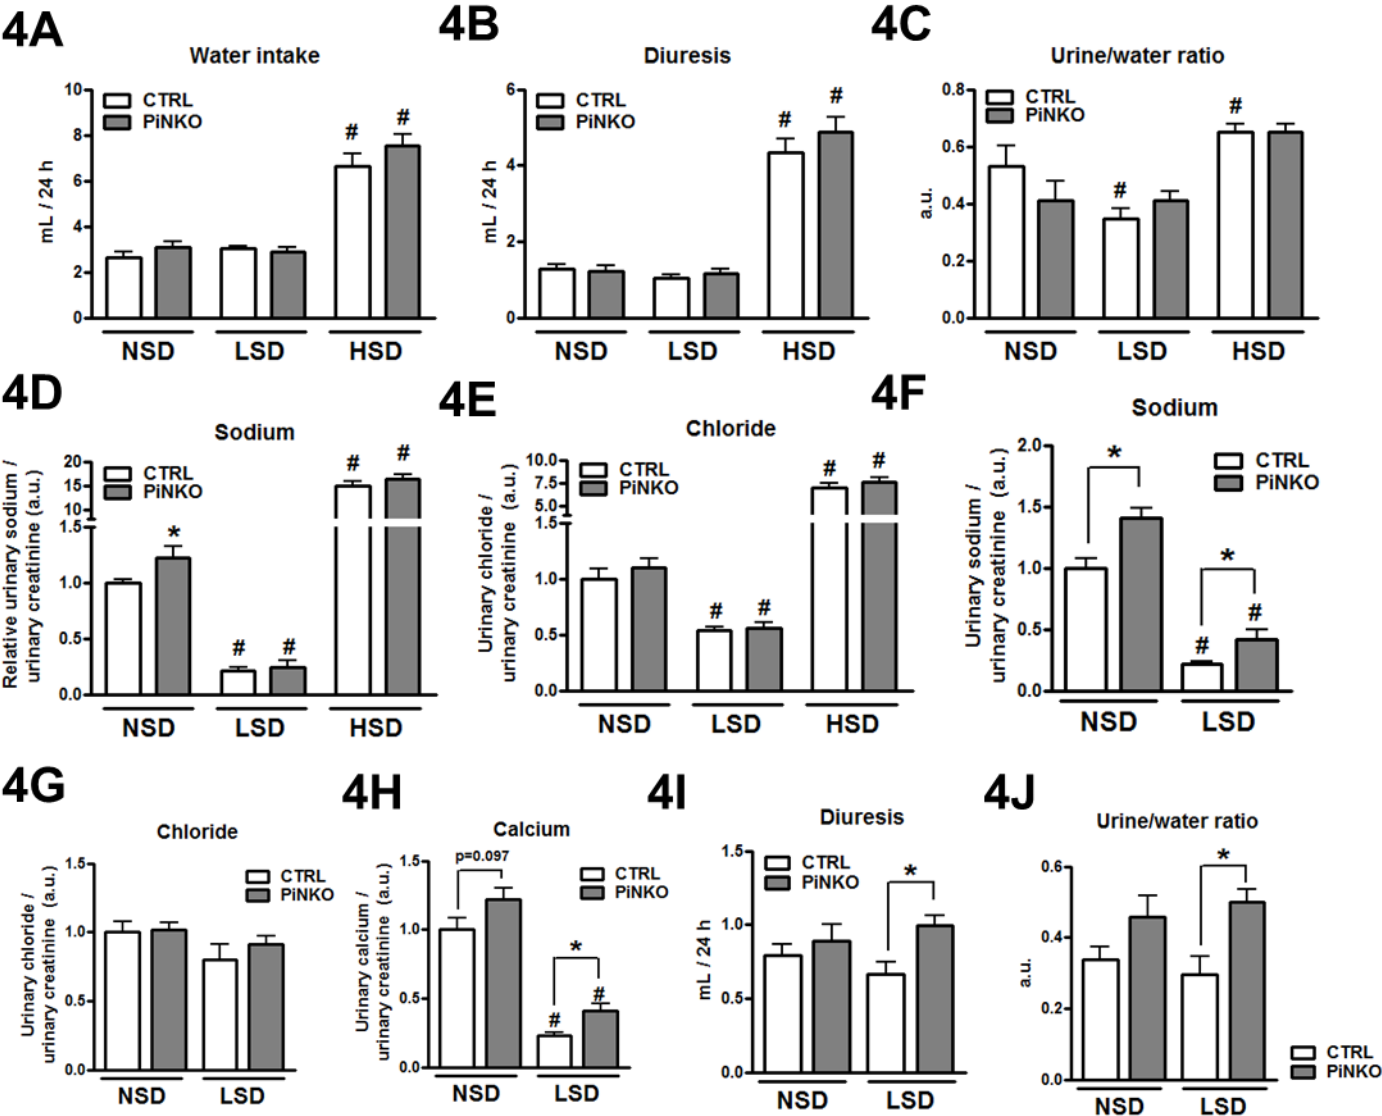 4A
Water intake
10
8
6
4
2
0
mL / 24 h
CTRL
PiNKO
#
#
NSD
LSD
HSD
4B
Diuresis
6
4
2
0
mL / 24 h
CTRL
PiNKO
#
#
NSD
LSD
HSD
4C
Urine/water ratio
0.8
0.6
0.4
0.2
0.0
a.u.
CTRL
PiNKO
#
#
NSD
LSD
HSD
4D
Sodium
20
15
10
1.5
1.0
0.5
0.0
Relative urinary sodium /
urinary creatinine (a.u.)
CTRL
PiNKO
*
#
#
#
#
NSD
LSD
HSD
4E
Chloride
10.0
7.5
5.0
1.5
1.0
0.5
0.0
Urinary chloride /
urinary creatinine (a.u.)
CTRL
PiNKO
#
#
#
#
NSD
LSD
HSD
4F
Sodium
2.0
1.5
1.0
0.5
0.0
Urinary sodium /
urinary creatinine (a.u.)
CTRL
PiNKO
*
*
#
#
NSD
LSD
4G
Chloride
1.5
1.0
0.5
0.0
Urinary chloride /
urinary creatinine (a.u.)
CTRL
PiNKO
NSD
LSD
4H
Calcium
1.5
1.0
0.5
0.0
Urinary calcium /
urinary creatinine (a.u.)
p=0.097
CTRL
PiNKO
*
#
#
NSD
LSD
4I
Diuresis
1.5
1.0
0.5
0.0
mL / 24 h
CTRL
PiNKO
*
NSD
LSD
4J
Urine/water ratio
0.6
0.4
0.2
0.0
a.u.
*
CTRL
PiNKO
NSD
LSD